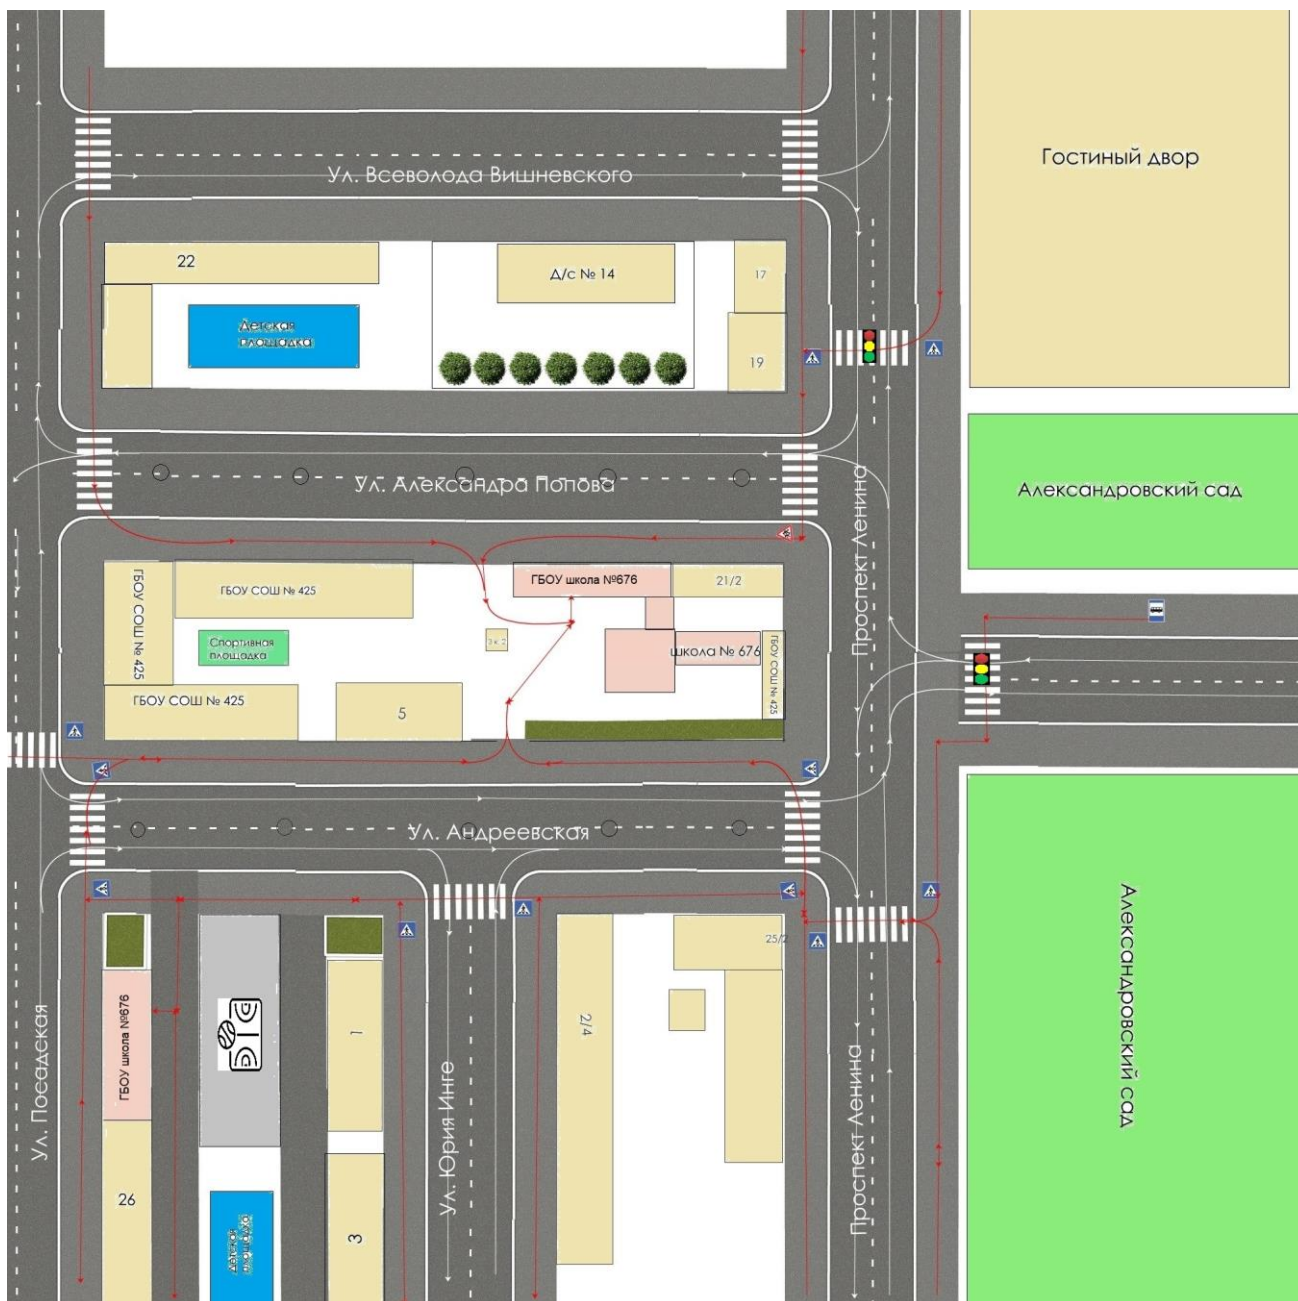 Гостиный двор
Ул. Всеволода Вишневского
22
Д/с № 14
17
Детская
площадка
19
Ул. Александра Попова
Александровский сад
Проспект Ленина
ГБОУ СОШ № 425
ГБОУ СОШ № 425
ГБОУ школа №676
21/2
Спортивная
площадка
школа № 676
ГБОУ СОШ № 425
ГБОУ СОШ № 425
5
Ул. Андреевская
Александровский сад
25/2
2/4
1
ГБОУ школа №676
Ул. Посадская
Ул. Юрия Инге
Проспект Ленина
26
3
Детская
площадка